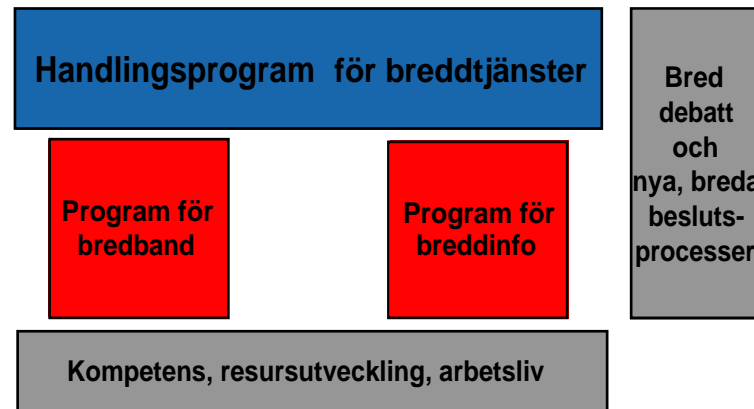 Handlingsprogram för breddtjänster
Program för
bredband
Program för
breddinfo
Kompetens, resursutveckling, arbetsliv
Bred
debatt
och
nya, breda
besluts-
processer